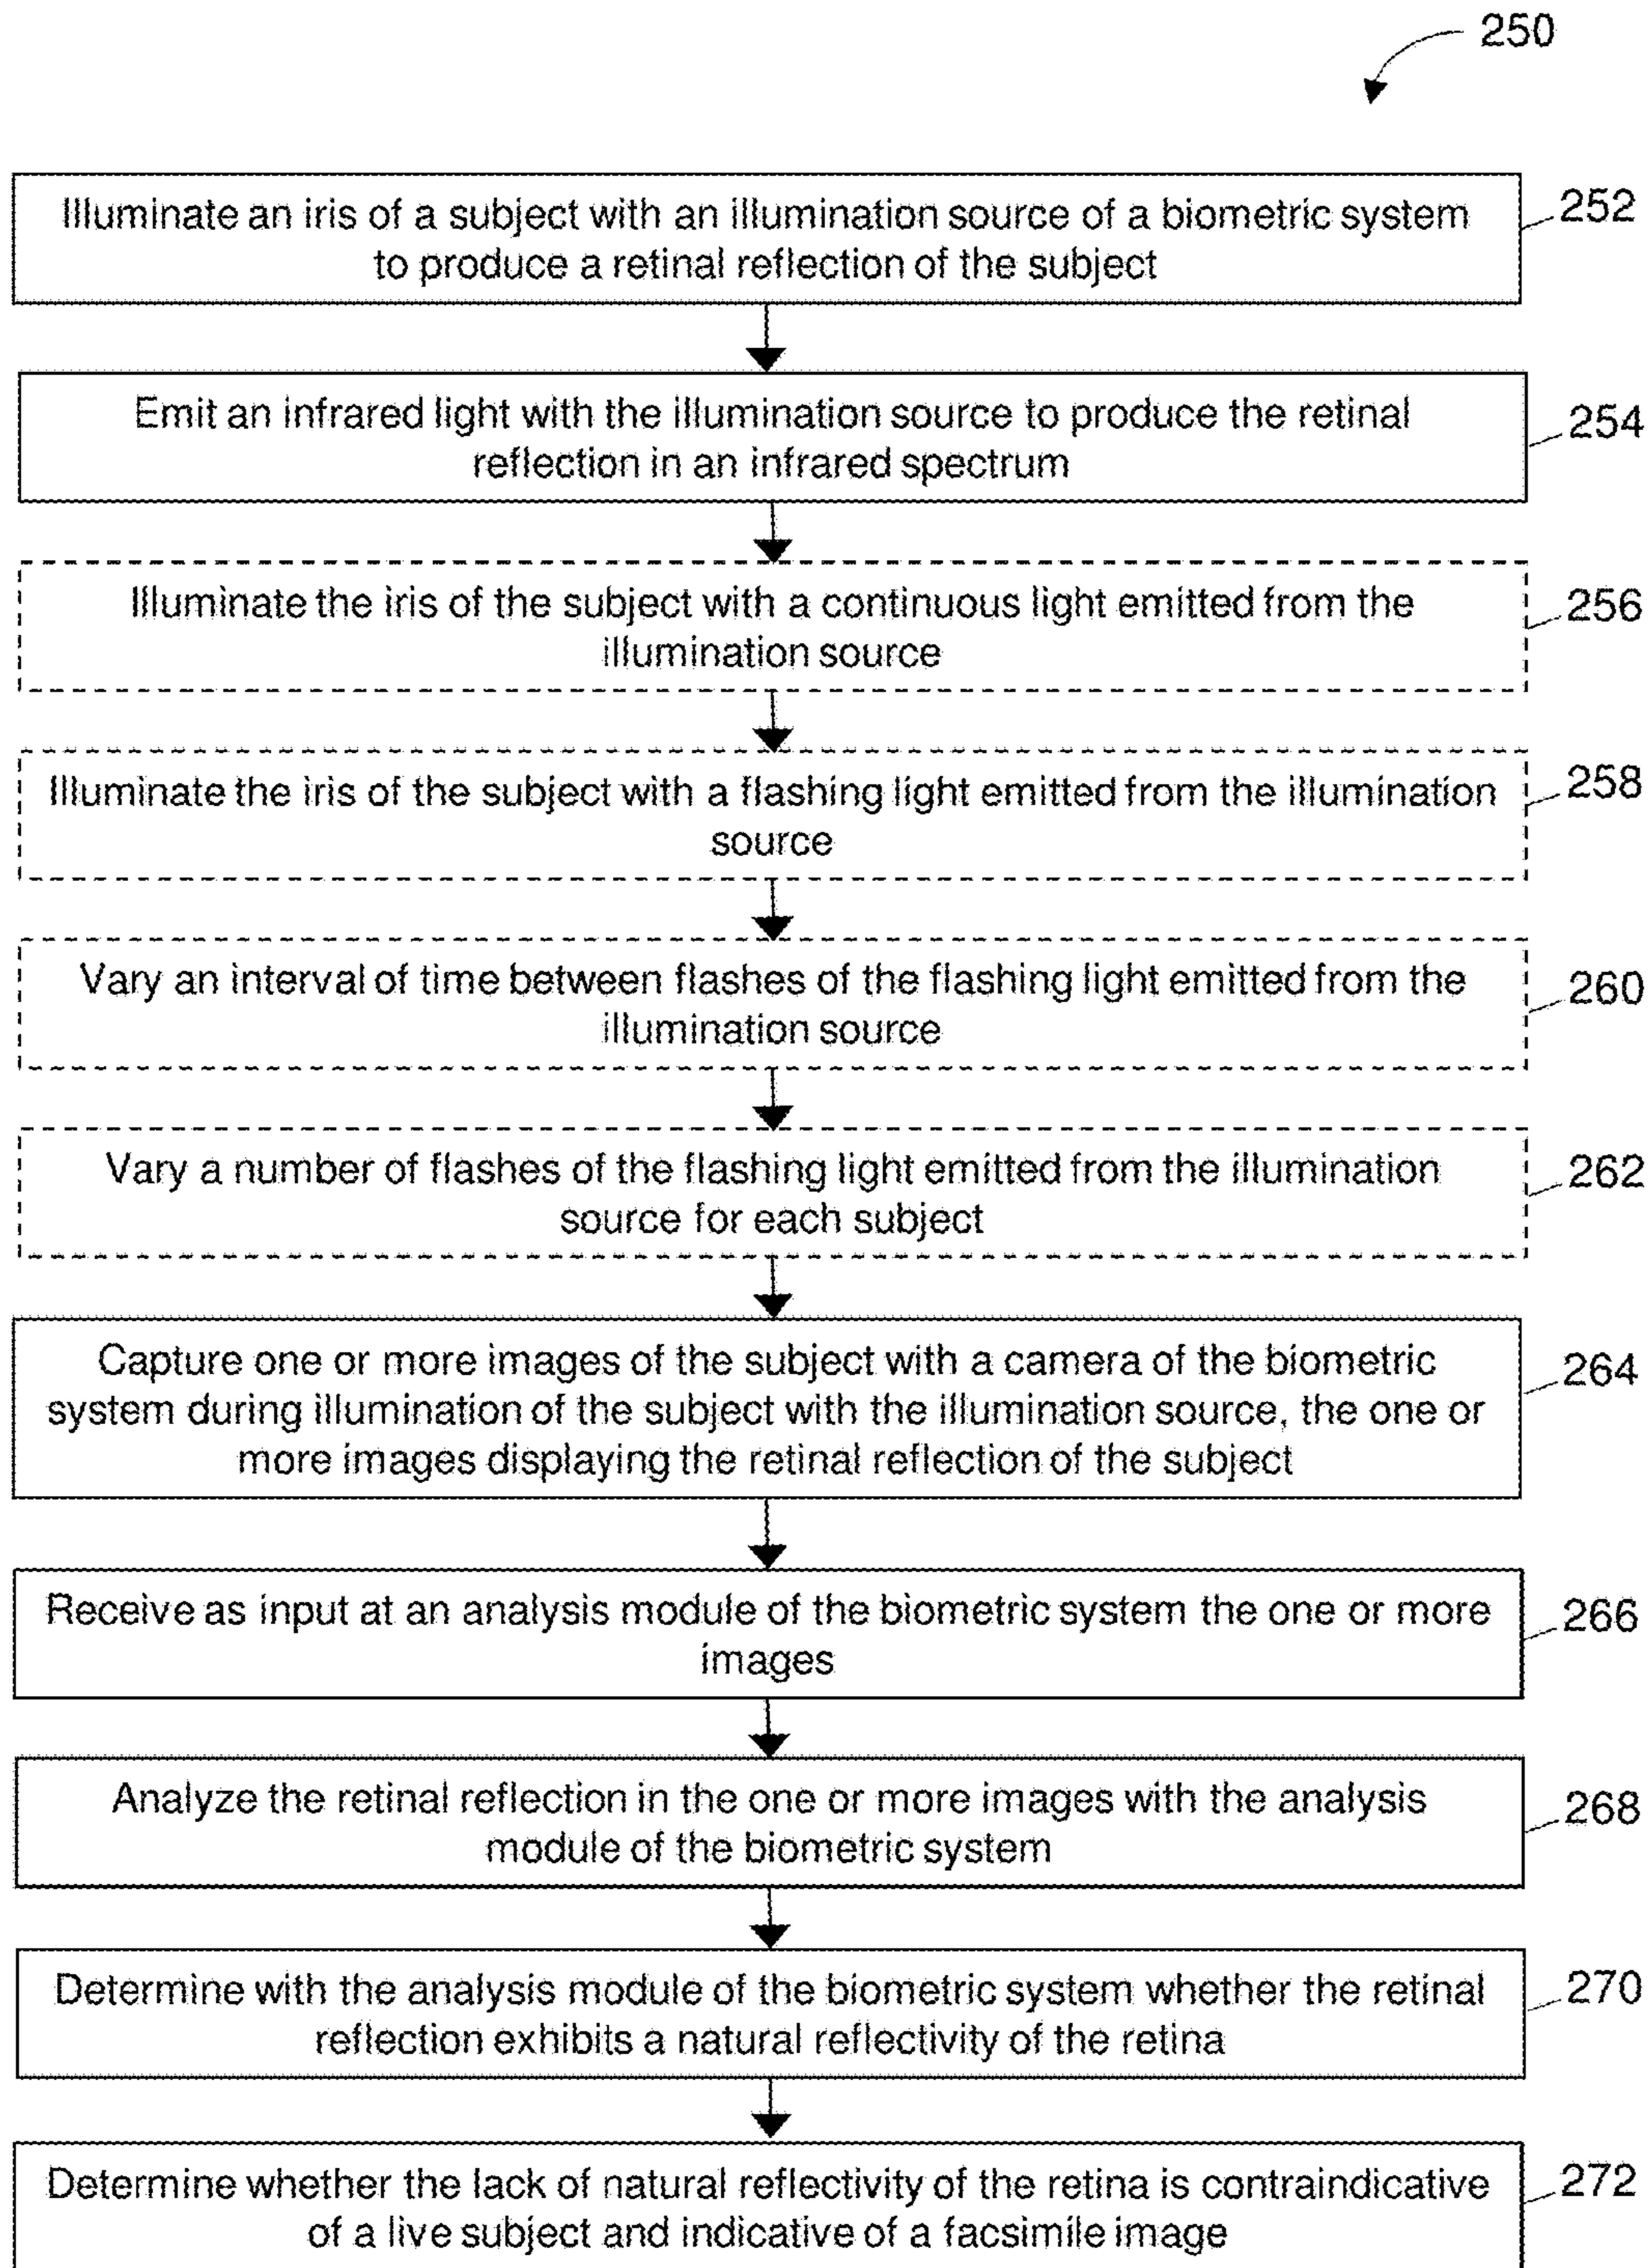 250
Illuminate an iris of a subject with an illumination source of a biometric system
to produce a retinal reflection of the subject
252
Emit an infrared light with the illumination source to produce the retinal
reflection in an infrared spectrum
254
Illuminate the iris of the subject with a continuous light emitted from the
illumination source
256
Illuminate the iris of the subject with a flashing light emitted from the illumination
source
258
Vary an interval of time between flashes of the flashing light emitted from the
illumination source
260
Vary a number of flashes of the flashing light emitted from the illumination
source for each subject
262
Capture one or more images of the subject with a camera of the biometric
system during illumination of the subject with the illumination source, the one or
more images displaying the retinal reflection of the subject
264
Receive as input at an analysis module of the biometric system the one or more
images
266
Analyze the retinal reflection in the one or more images with the analysis
module of the biometric system
268
Determine with the analysis module of the biometric system whether the retinal
reflection exhibits a natural reflectivity of the retina
270
Determine whether the lack of natural reflectivity of the retina is contraindicative
of a live subject and indicative of a facsimile image
272